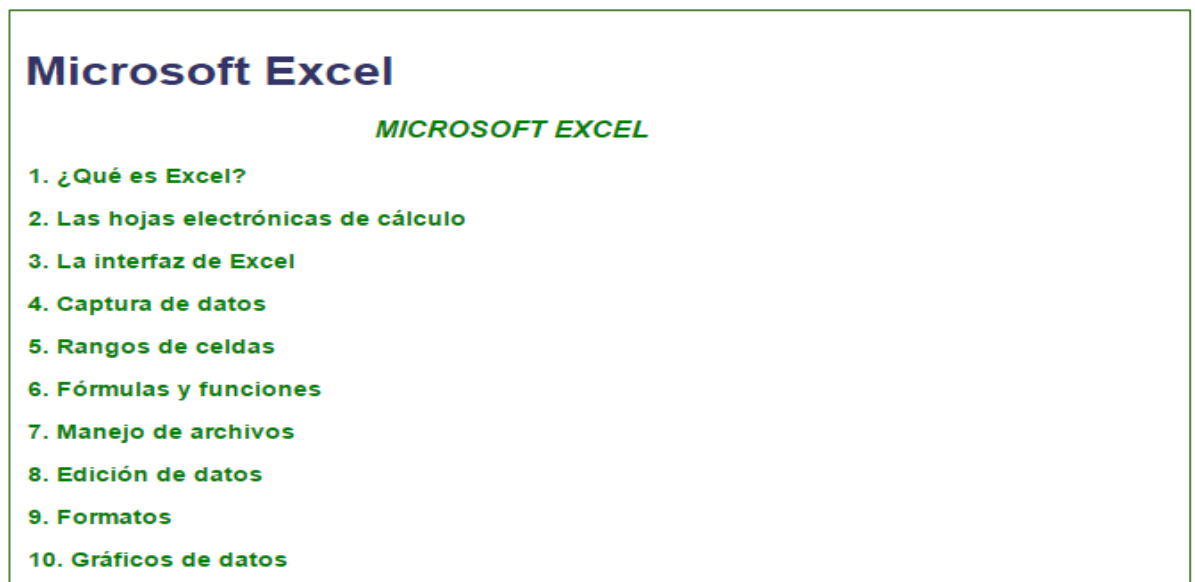 Microsoft Excel
MICROSOFT EXCEL
1. ¿Qué es Excel?
2. Las hojas electrónicas de cálculo
3. La interfaz de Excel
4. Captura de datos
5. Rangos de celdas
6. Fórmulas y funciones
7. Manejo de archivos
8. Edición de datos
9. Formatos
10. Gráficos de datos